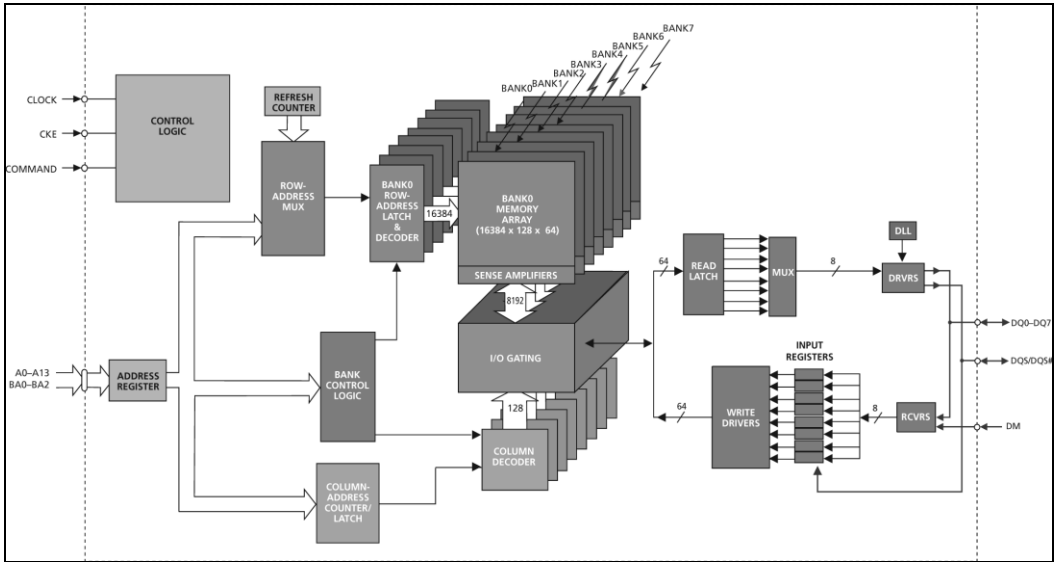 BANK7
BANK6
BANK5
BANK4
BANK3
BANK2
BANK1
BANK0
CLOCK
CKE
COMMAND
CONTROL
LOGIC
REFRESH
COUNTER
ROW-
ADDRESS
MUX
BANK0
ROW-
ADDRESS
LATCH
&
DECODER
16384
BANK0
MEMORY
ARRAY
(16384 x 128 x 64)
SENSE AMPLIFIERS
8192
I/O GATING
128
COLUMN
DECODER
A0–A13
BA0–BA2
ADDRESS
REGISTER
BANK
CONTROL
LOGIC
COLUMN-
ADDRESS
COUNTER/
LATCH
64
READ
LATCH
MUX
8
DLL
DRVRS
DQ0–DQ7
DQS/DQS#
INPUT
REGISTERS
64
WRITE
DRIVERS
8
RCVRS
DM